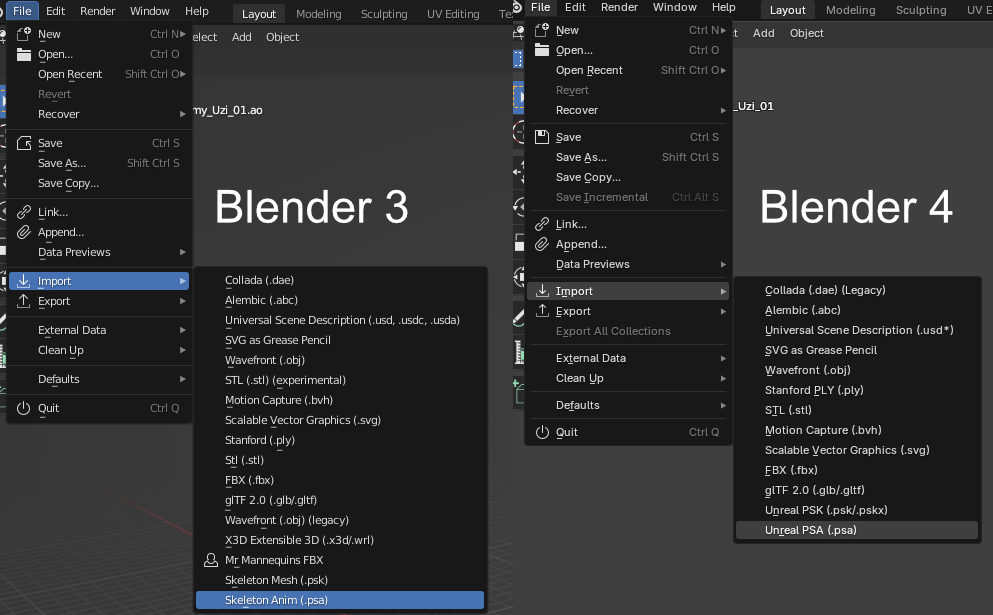 File Edit Render Window Help Layout Modeling Sculpting UV Editing
elect Add Object
New Ctrl N
Open... Ctrl O
Open Recent Shift Ctrl O
Revert
Recover
my_Uzi_01.ao
Save Ctrl S
Save As... Shift Ctrl S
Save Copy...
Blender 3
Link...
Append...
Data Previews
Import
Export
External Data
Clean Up
Defaults
Quit Ctrl Q
Collada (.dae)
Alembic (.abc)
Universal Scene Description (.usd, .usdc, .usda)
SVG as Grease Pencil
Wavefront (.obj)
STL (.stl) (experimental)
Motion Capture (.bvh)
Scalable Vector Graphics (.svg)
Stanford (.ply)
Stl (.stl)
FBX (.fbx)
glTF 2.0 (.glb/.gltf)
Wavefront (.obj) (legacy)
X3D Extensible 3D (.x3d/.wrl)
Mr Mannequins FBX
Skeleton Mesh (.psk)
Skeleton Anim (.psa)
File Edit Render Window Help Layout Modeling Sculpting UV E
ct Add Object
New Ctrl N
Open... Ctrl O
Open Recent Shift Ctrl O
Revert
Recover
_Uzi_01
Save Ctrl S
Save As... Shift Ctrl S
Save Copy...
Save Incremental Ctrl Alt S
Blender 4
Link...
Append...
Data Previews
Import
Export
Export All Collections
External Data
Clean Up
Defaults
Quit Ctrl Q
Collada (.dae) (Legacy)
Alembic (.abc)
Universal Scene Description (.usd*)
SVG as Grease Pencil
Wavefront (.obj)
Stanford PLY (.ply)
STL (.stl)
Motion Capture (.bvh)
Scalable Vector Graphics (.svg)
FBX (.fbx)
glTF 2.0 (.glb/.gltf)
Unreal PSK (.psk/.pskx)
Unreal PSA (.psa)